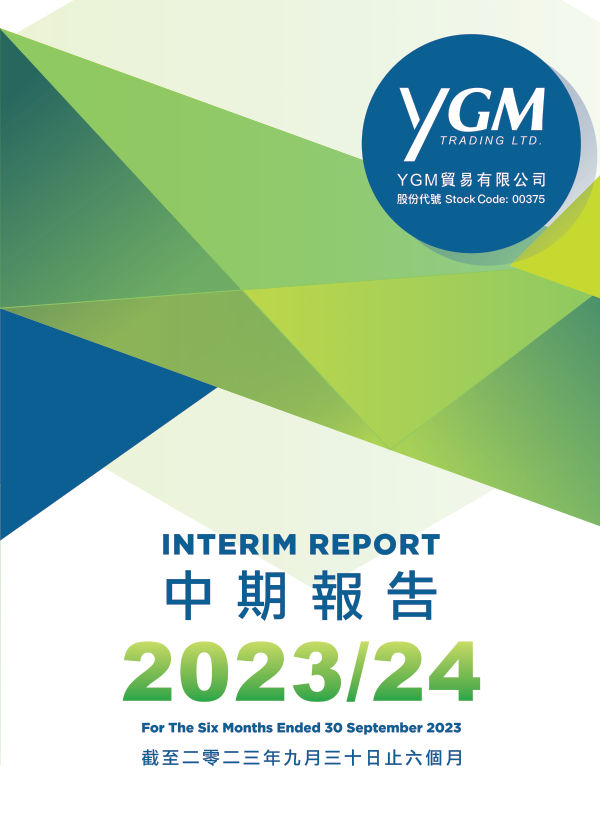 YGM
TRADING LTD.
YGM貿易有限公司
股份代號 Stock Code: 00375
INTERIM REPORT
中期報告
2023/24
For The Six Months Ended 30 September 2023
截至二零二三年九月三十日止六個月